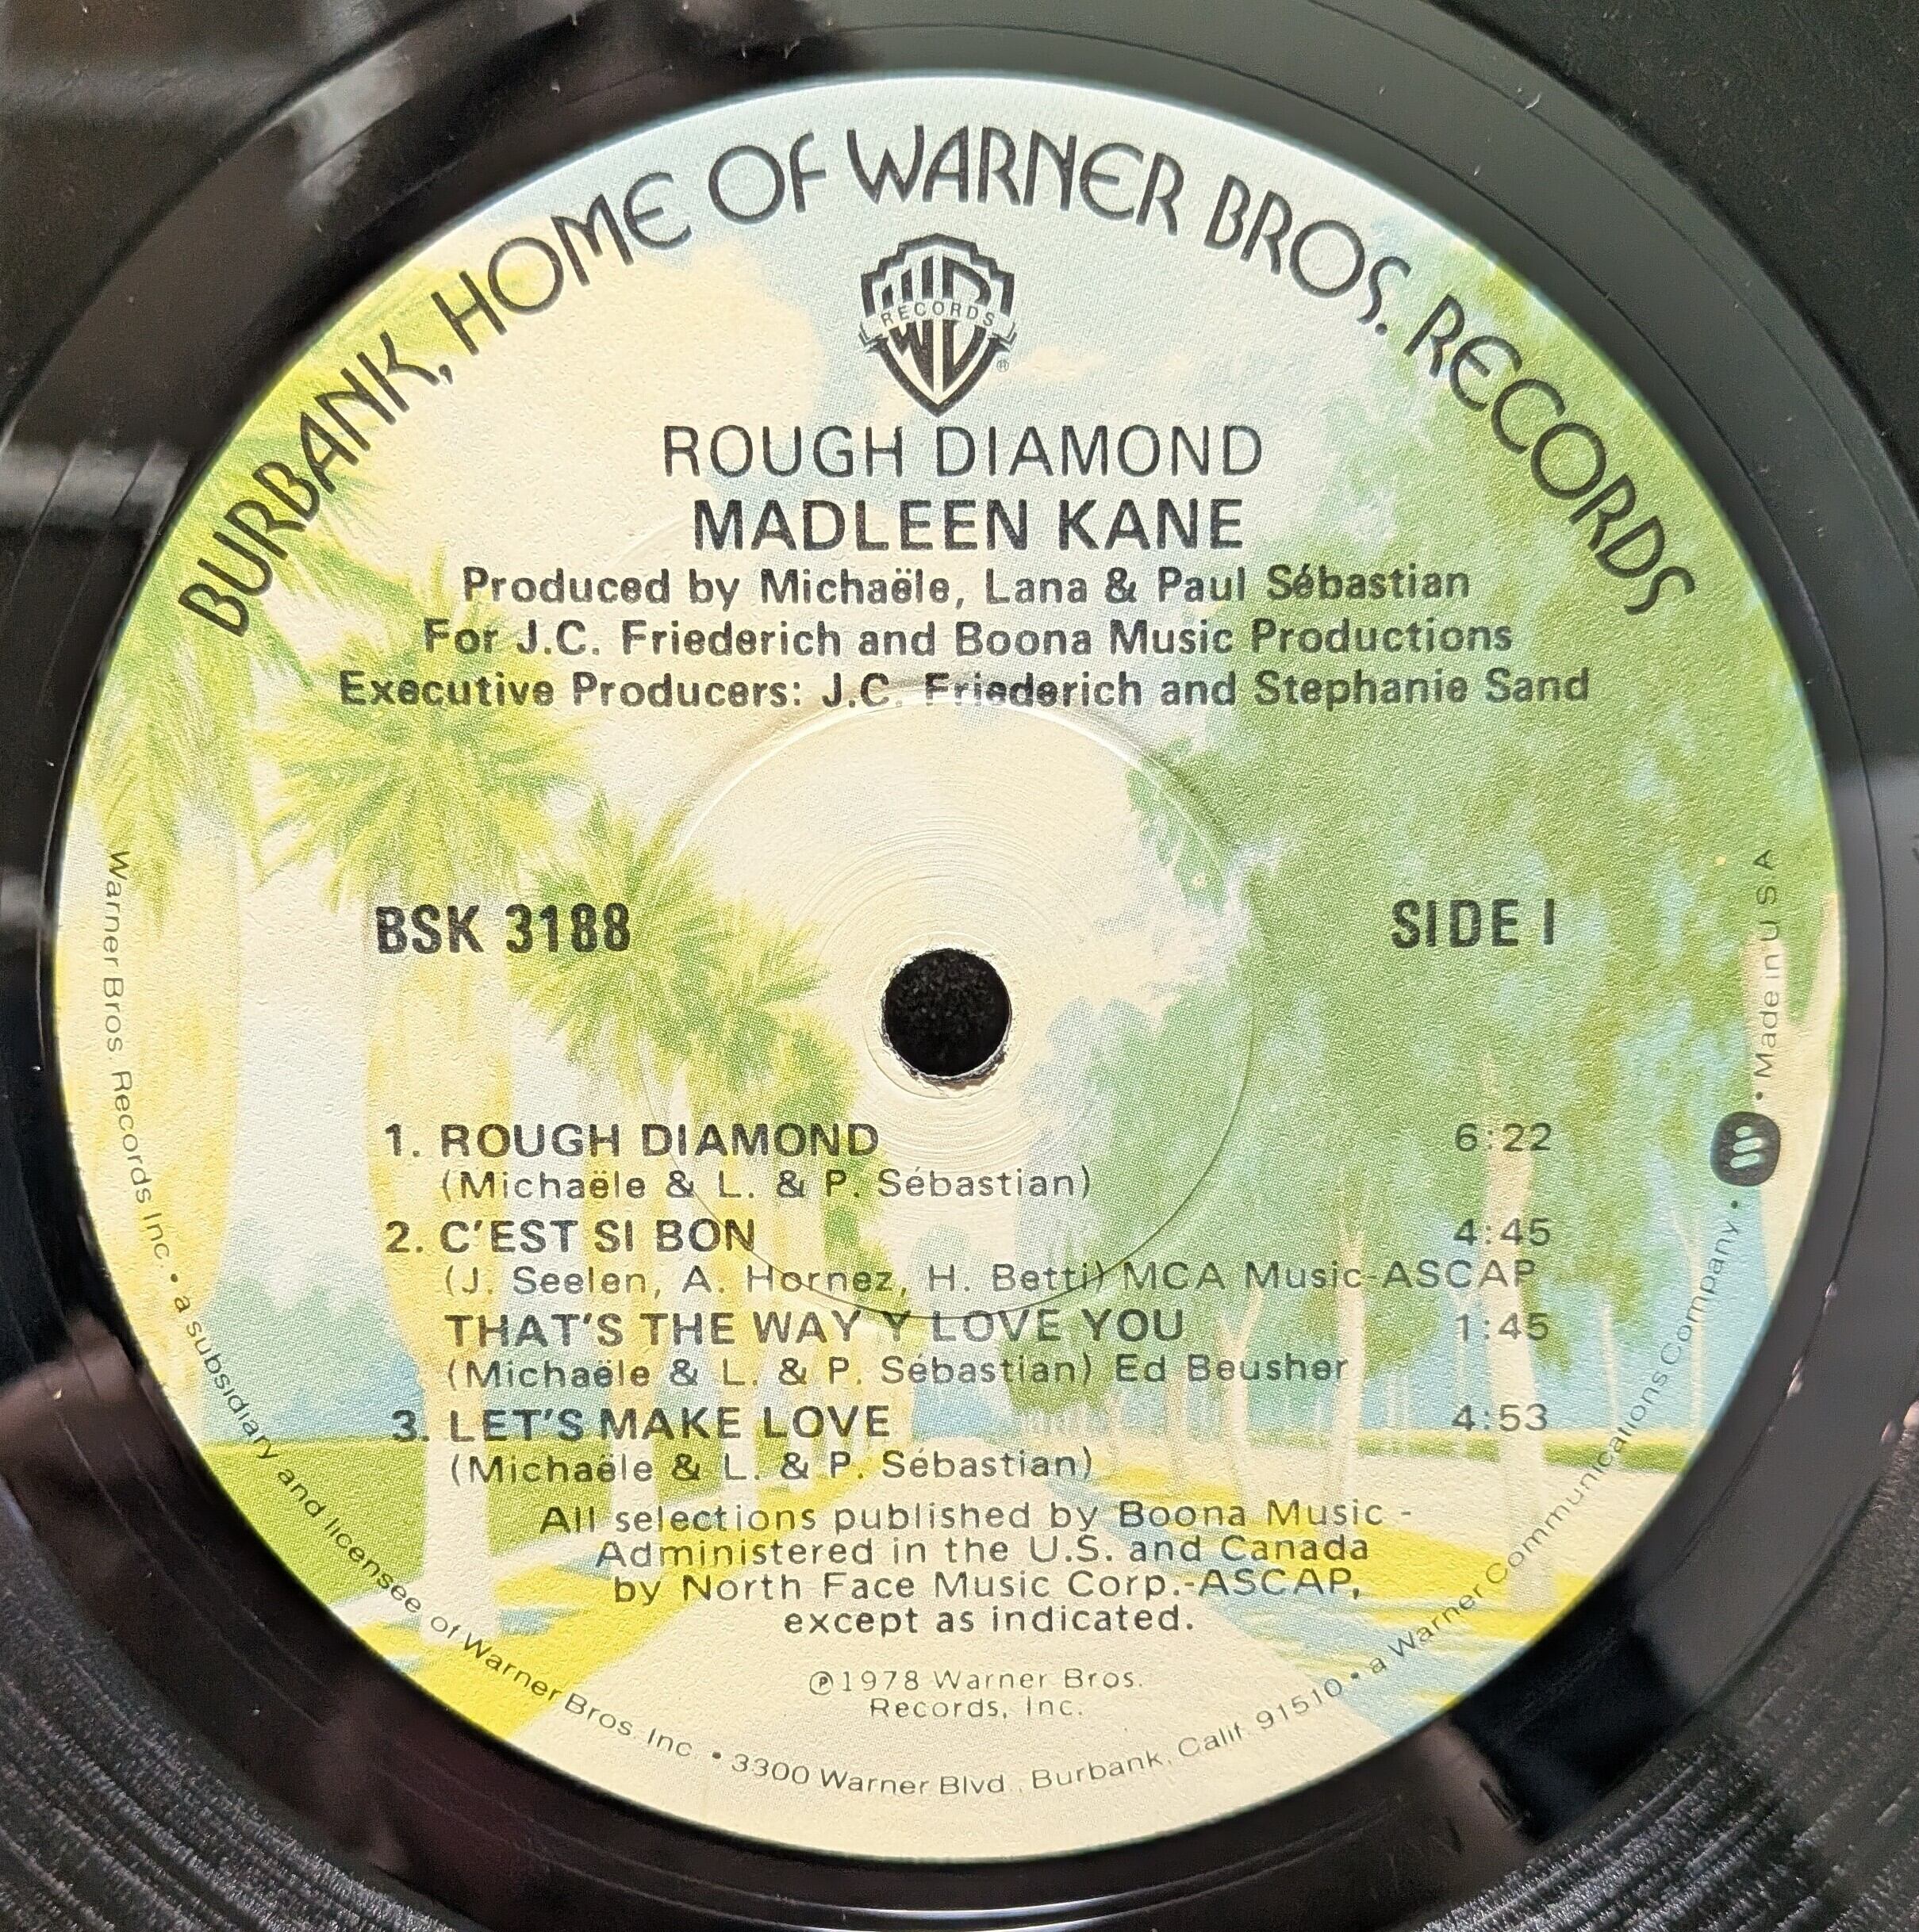 BURBANK, HOME OF WARNER BROS. RECORDS
RECORDS
®
ROUGH DIAMOND
MADLEEN KANE
Produced by Michaële, Lana & Paul Sébastian
For J.C. Friederich and Boona Music Productions
Executive Producers: J.C. Friederich and Stephanie Sand
BSK 3188
SIDE I
1. ROUGH DIAMOND 6:22
(Michaële & L. & P. Sébastian)
2. C'EST SI BON 4:45
(J. Seelen, A. Hornez, H. Betti) MCA Music-ASCAP
THAT'S THE WAY Y LOVE YOU 1:45
(Michaële & L. & P. Sébastian) Ed Beusher
3. LET'S MAKE LOVE 4:53
(Michaële & L. & P. Sébastian)
All selections published by Boona Music -
Administered in the U.S. and Canada
by North Face Music Corp.-ASCAP,
except as indicated.
℗1978 Warner Bros.
Records, Inc.
Warner Bros. Records Inc. • a subsidiary and licensee of Warner Bros. Inc. • 3300 Warner Blvd., Burbank, Calif. 91510 • a Warner Communications Company • • Made in U S A